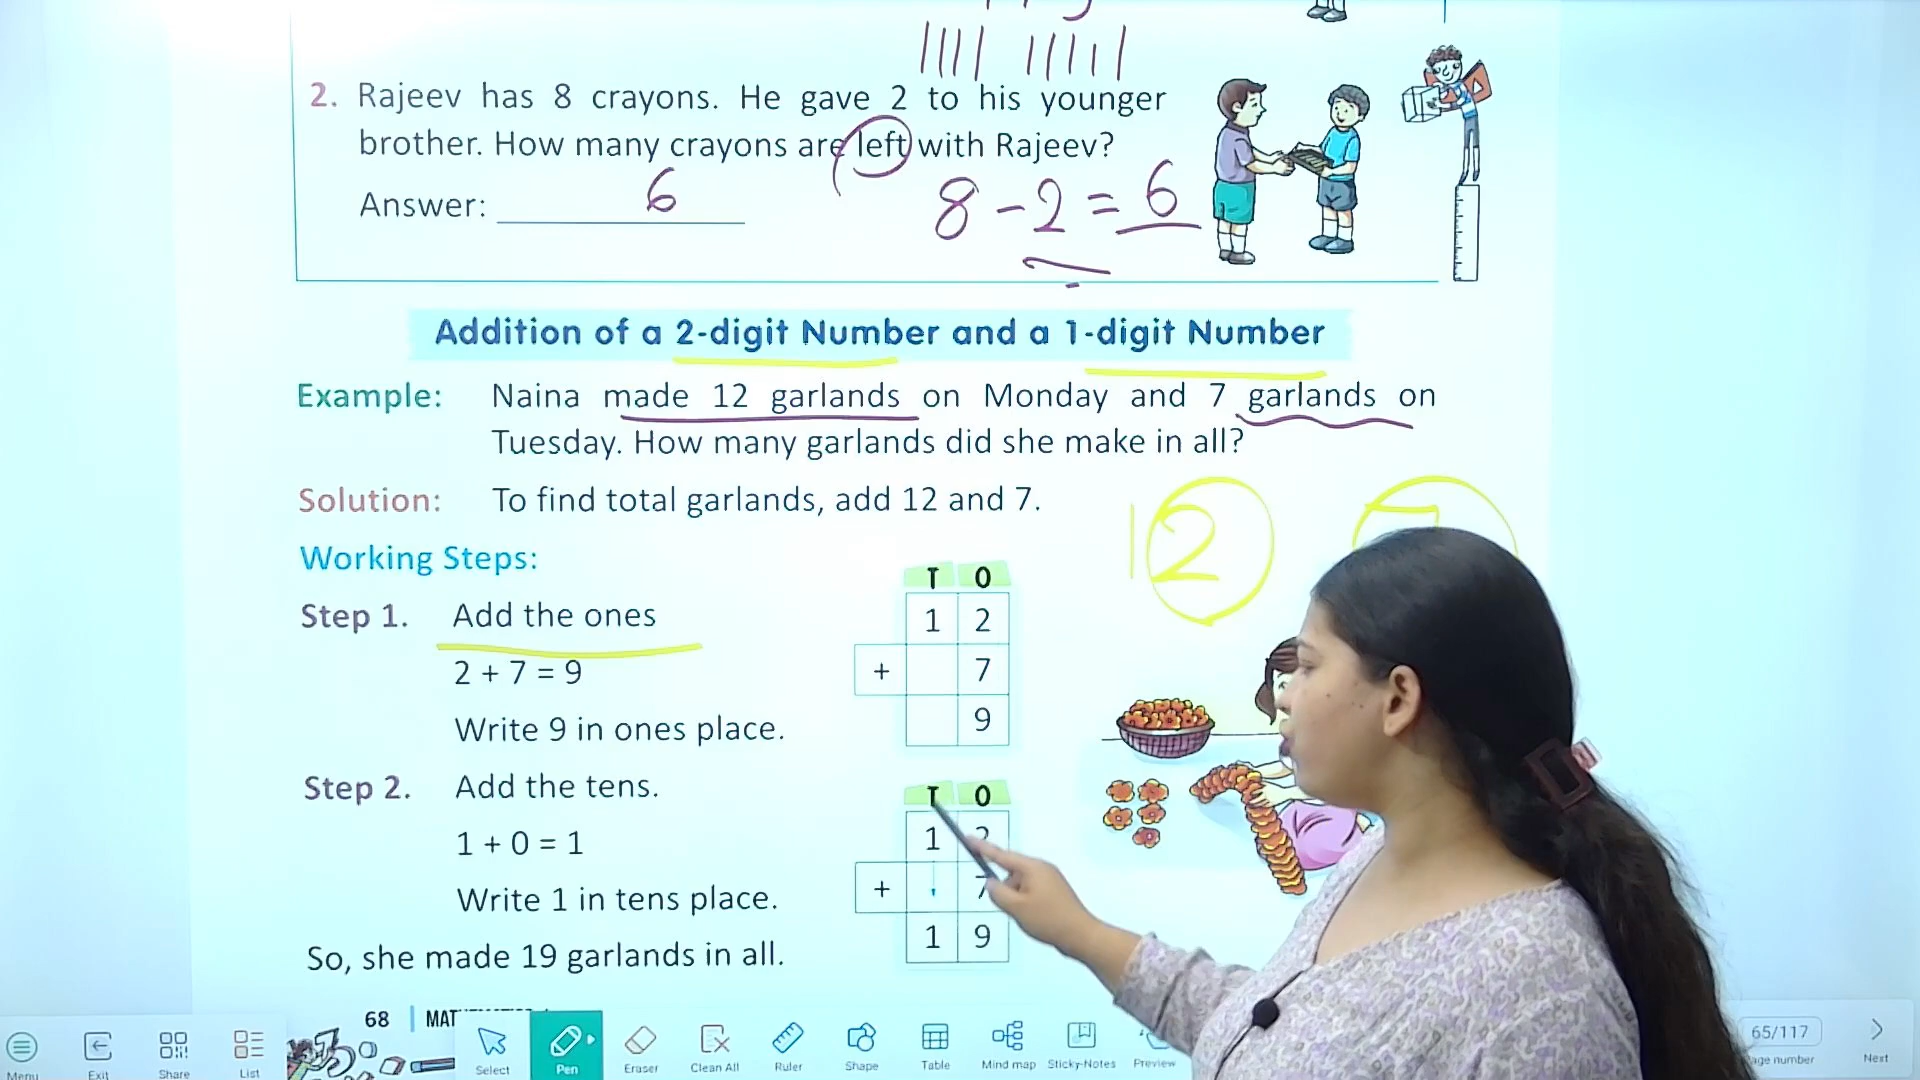 2. Rajeev has 8 crayons. He gave 2 to his younger
brother. How many crayons are left with Rajeev?
Answer: 6
8 - 2 = 6
Addition of a 2-digit Number and a 1-digit Number
Example: Naina made 12 garlands on Monday and 7 garlands on
Tuesday. How many garlands did she make in all?
Solution: To find total garlands, add 12 and 7.
12
Working Steps:
T O
Step 1. Add the ones
1 2
2 + 7 = 9
+ 7
Write 9 in ones place.
9
Step 2. Add the tens.
T O
1 2
1 + 0 = 1
+ 7
Write 1 in tens place.
1 9
So, she made 19 garlands in all.
68
Menu Exit Share List Select Pen Eraser Clean All Ruler Shape Table Mind map Sticky-Notes Preview
65/117
number
Next